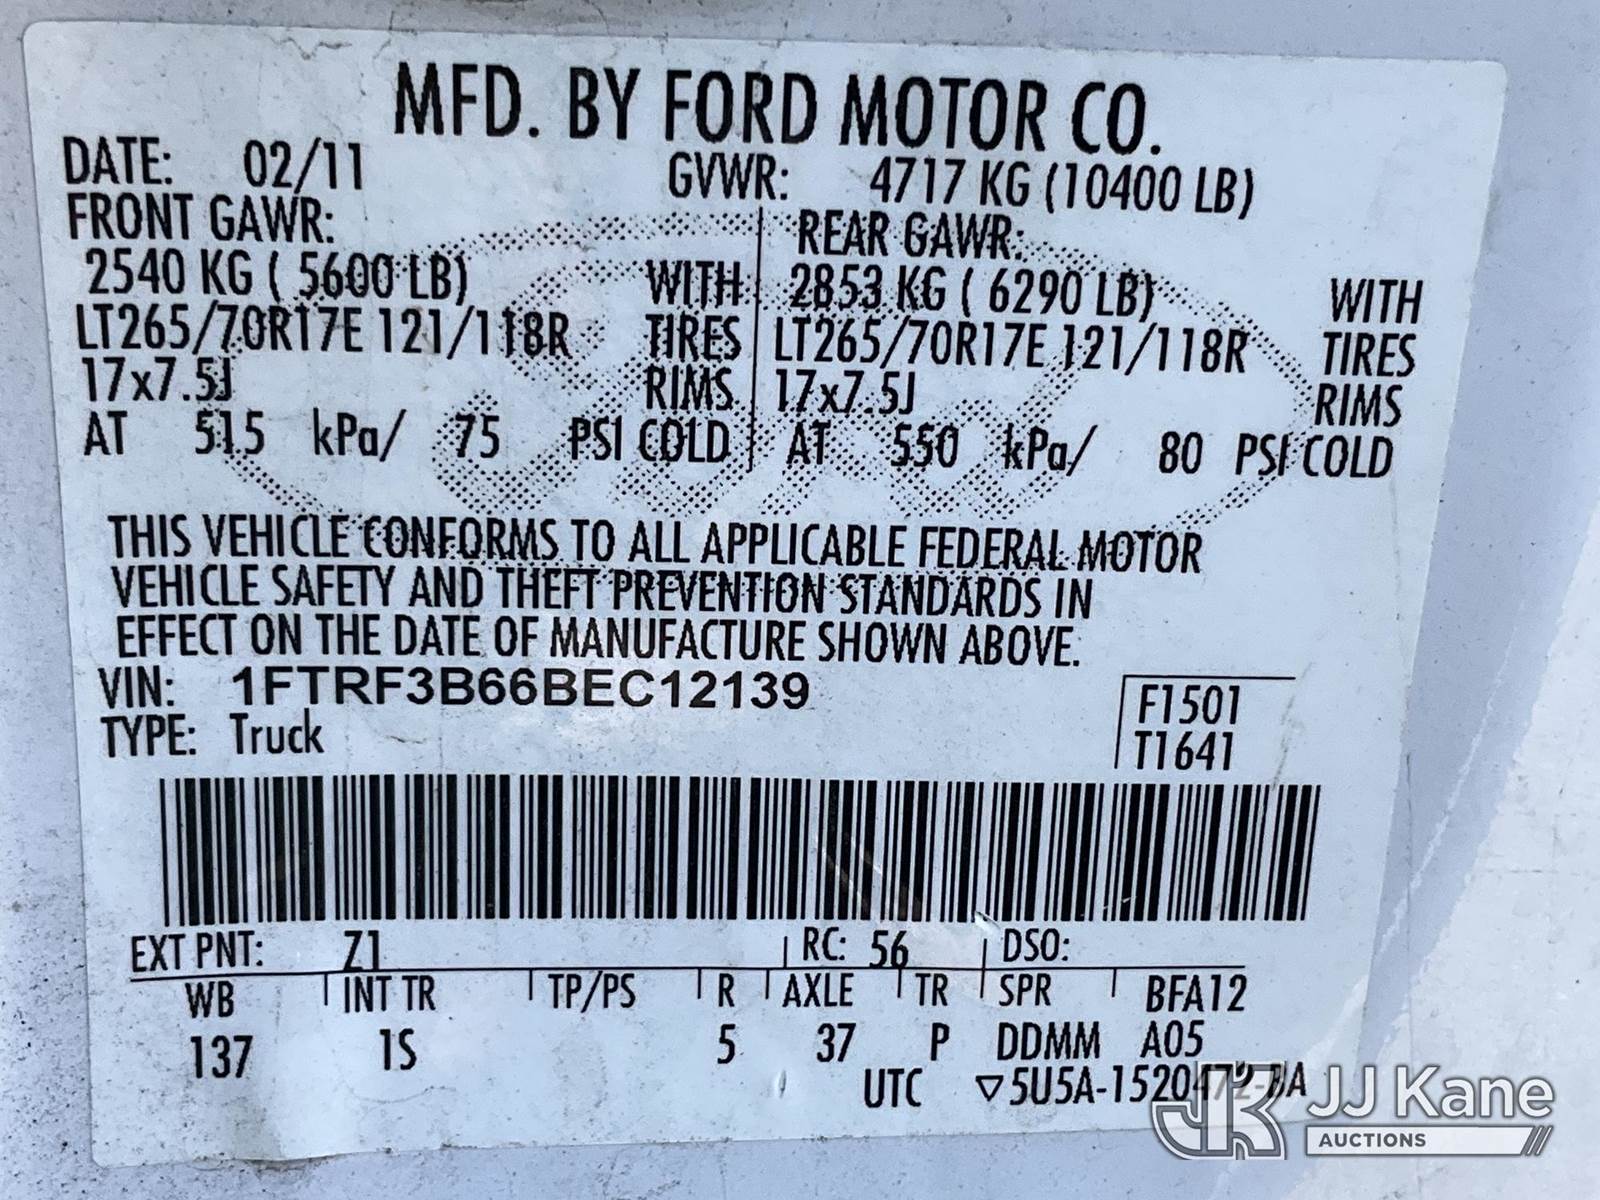 MFD. BY FORD MOTOR CO.
DATE: 02/11 GVWR: 4717 KG (10400 LB)
FRONT GAWR: REAR GAWR:
2540 KG ( 5600 LB) WITH 2853 KG ( 6290 LB) WITH
LT265/70R17E 121/118R TIRES LT265/70R17E 121/118R TIRES
17x7.5J RIMS 17x7.5J RIMS
AT 515 kPa/ 75 PSI COLD AT 550 kPa/ 80 PSI COLD
THIS VEHICLE CONFORMS TO ALL APPLICABLE FEDERAL MOTOR
VEHICLE SAFETY AND THEFT PREVENTION STANDARDS IN
EFFECT ON THE DATE OF MANUFACTURE SHOWN ABOVE.
VIN: 1FTRF3B66BEC12139
TYPE: Truck
F1501
T1641
EXT PNT: Z1 RC: 56 DSO:
WB INT TR TP/PS R AXLE TR SPR BFA12
137 1S 5 37 P DDMM A05
UTC ▽5U5A-1520472-BA
JJ Kane
AUCTIONS